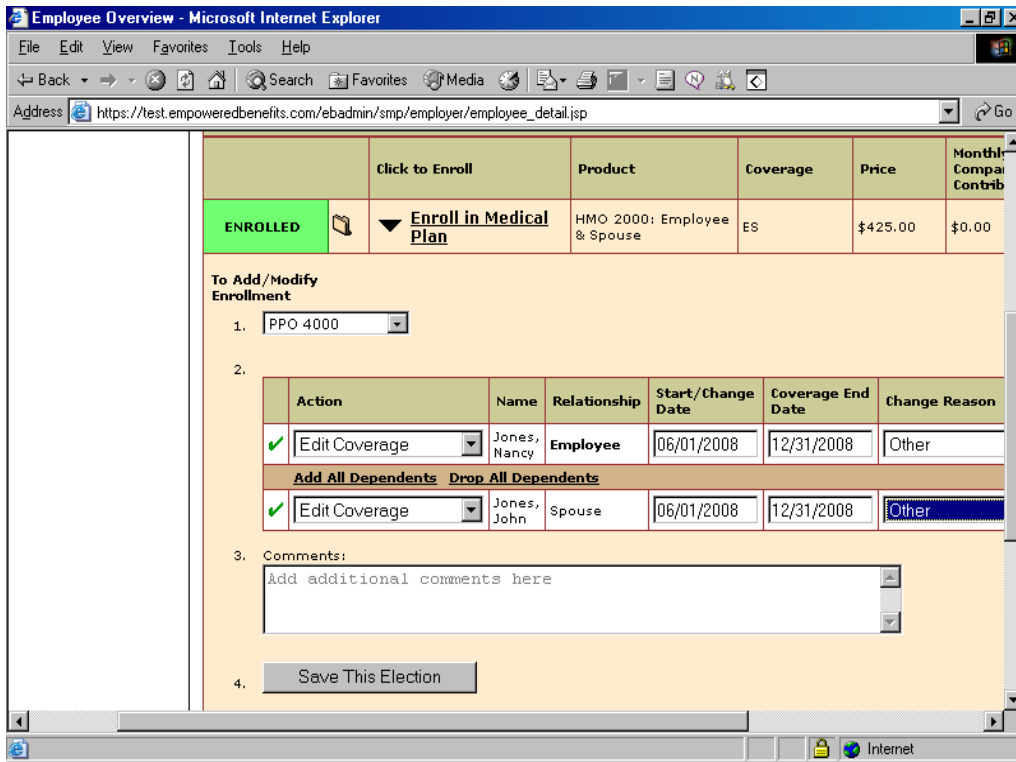 Employee Overview - Microsoft Internet Explorer
File Edit View Favorites Tools Help
Back Search Favorites Media
Address https://test.empoweredbenefits.com/ebadmin/smp/employer/employee_detail.jsp Go
Click to Enroll Product Coverage Price Monthly
Compa
Contrib
ENROLLED Enroll in Medical Plan HMO 2000: Employee & Spouse ES $425.00 $0.00
To Add/Modify
Enrollment
1. PPO 4000
2.
Action Name Relationship Start/Change Date Coverage End Date Change Reason
Edit Coverage Jones, Nancy Employee 06/01/2008 12/31/2008 Other
Add All Dependents Drop All Dependents
Edit Coverage Jones, John Spouse 06/01/2008 12/31/2008 Other
3. Comments:
Add additional comments here
4. Save This Election
Internet